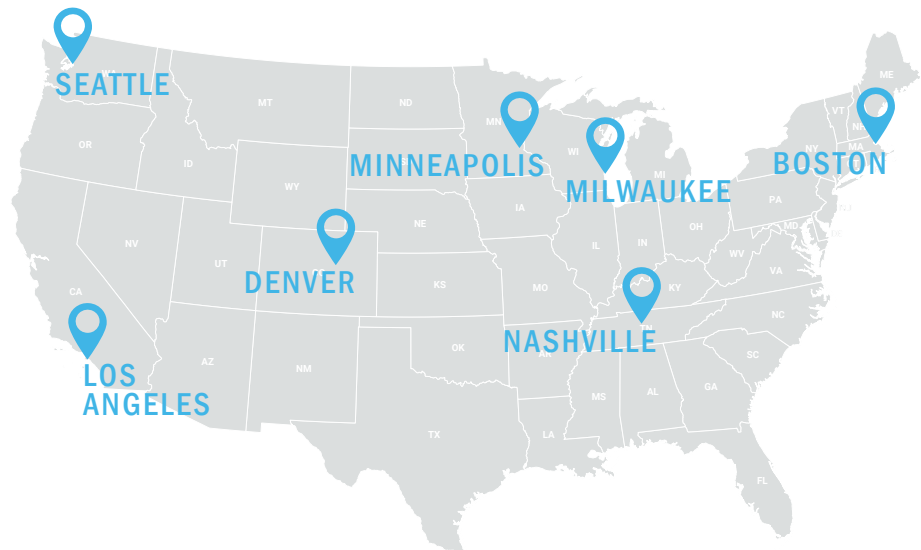 SEATTLE
ME
MT
ND
MN
VT
NH
OR
WI
NY
MA
BOSTON
MINNEAPOLIS
ID
MI
WY
MILWAUKEE
PA
NE
IA
NJ
OH
MD
NV
IL
IN
WV
UT
VA
DENVER
KS
MO
KY
CA
NC
TN
NASHVILLE
OK
AR
SC
AZ
NM
LOS
ANGELES
MS
AL
GA
TX
LA
FL